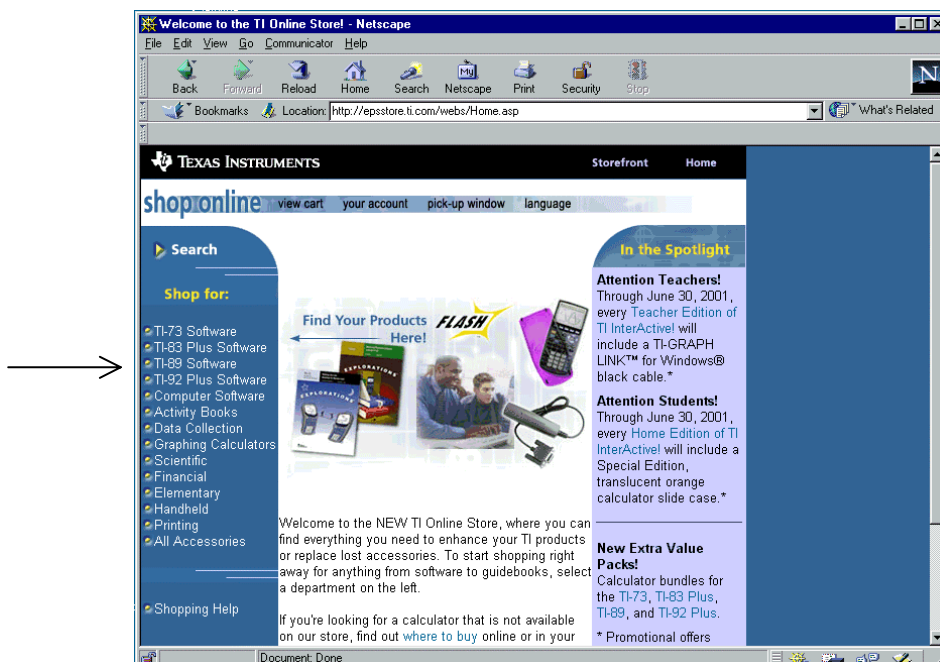 Welcome to the TI Online Store! - Netscape
File Edit View Go Communicator Help
Back Forward Reload Home Search Netscape Print Security Stop
My
N
Bookmarks Location: http://epsstore.ti.com/webs/Home.asp What's Related
TEXAS INSTRUMENTS Storefront Home
shop online view cart your account pick-up window language
Search
Shop for:
TI-73 Software
TI-83 Plus Software
TI-89 Software
TI-92 Plus Software
Computer Software
Activity Books
Data Collection
Graphing Calculators
Scientific
Financial
Elementary
Handheld
Printing
All Accessories
Shopping Help
Find Your Products
Here!
FLASH
EXPLORATIONS
EXPLORATIONS
Welcome to the NEW TI Online Store, where you can
find everything you need to enhance your TI products
or replace lost accessories. To start shopping right
away for anything from software to guidebooks, select
a department on the left.
If you're looking for a calculator that is not available
on our store, find out where to buy online or in your
In the Spotlight
Attention Teachers!
Through June 30, 2001,
every Teacher Edition of
TI InterActive! will
include a TI-GRAPH
LINK™ for Windows®
black cable.*
Attention Students!
Through June 30, 2001,
every Home Edition of TI
InterActive! will include a
Special Edition,
translucent orange
calculator slide case.*
New Extra Value
Packs!
Calculator bundles for
the TI-73, TI-83 Plus,
TI-89, and TI-92 Plus.
* Promotional offers
Document: Done